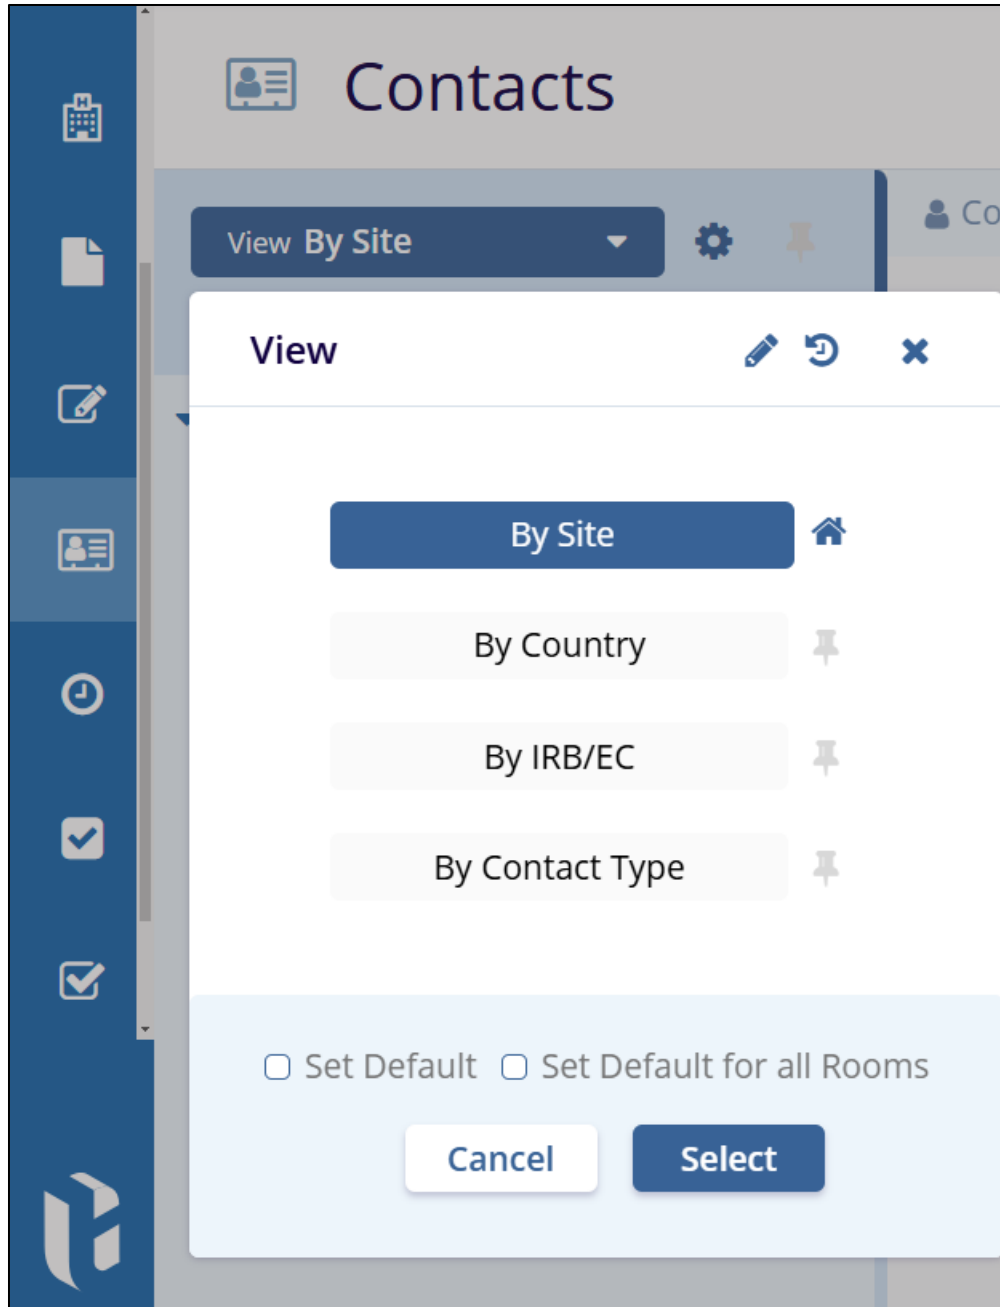 Contacts
View By Site
Co
View
By Site
By Country
By IRB/EC
By Contact Type
Set Default Set Default for all Rooms
Cancel Select